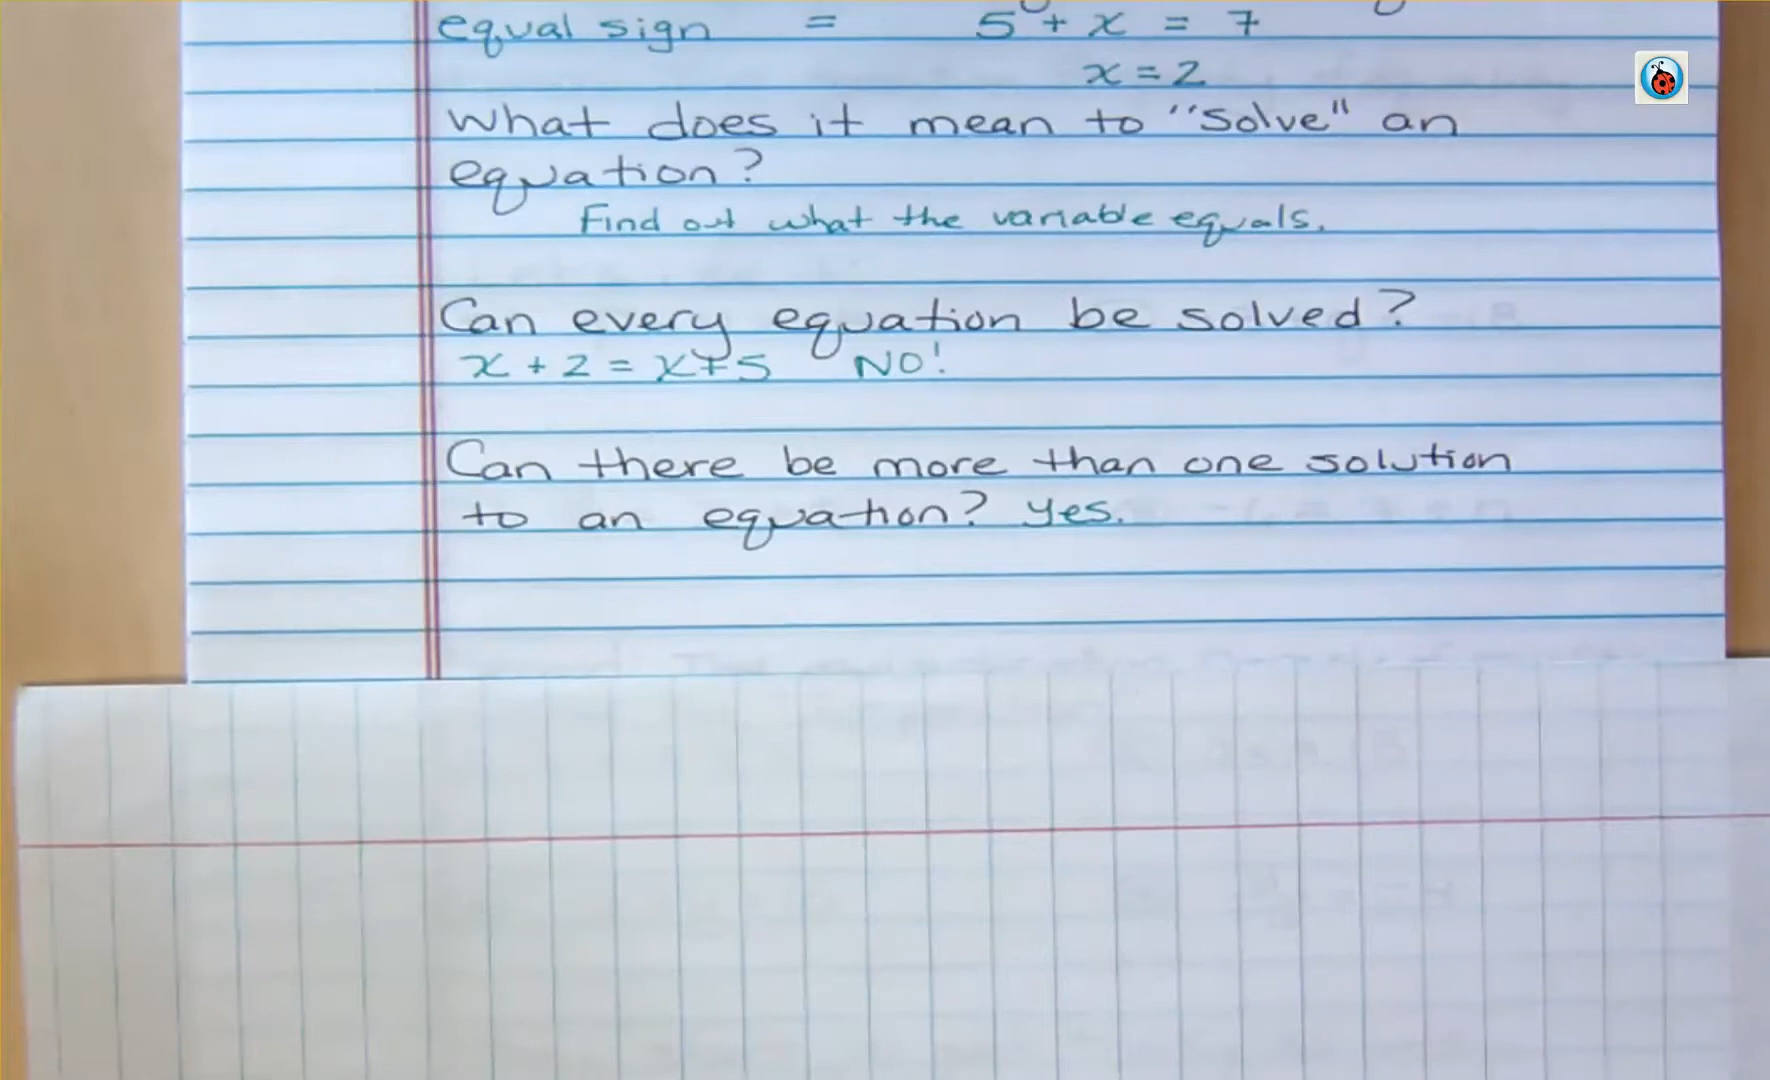 equal sign = 5 + x = 7
x = 2
What does it mean to "solve" an
equation?
Find out what the variable equals.
Can every equation be solved?
x + 2 = x + 5 NO!
Can there be more than one solution
to an equation? Yes.